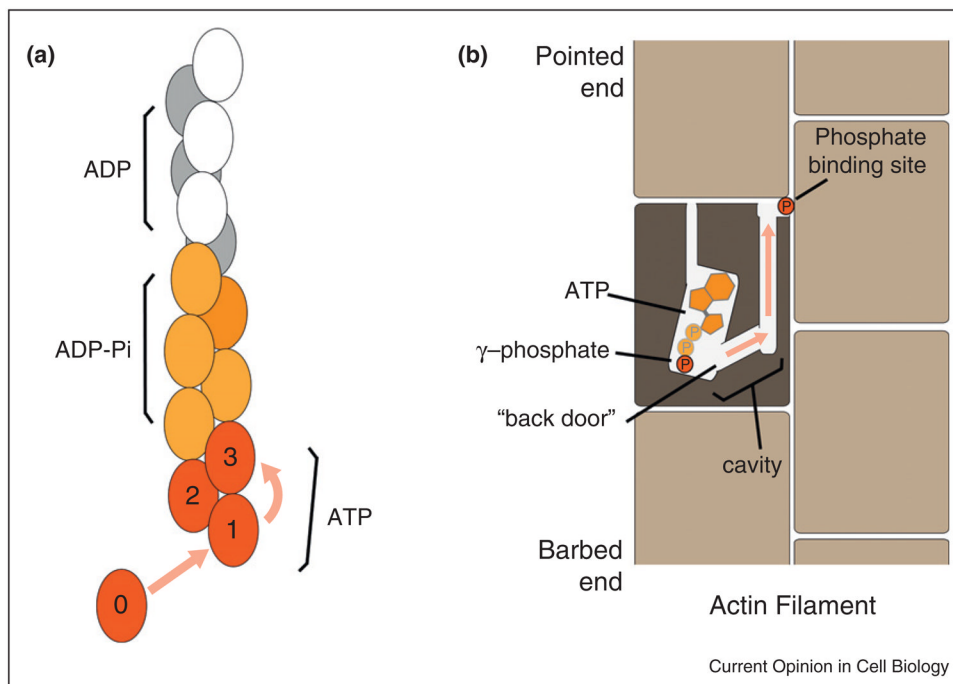 (a)
ADP
ADP-Pi
3
2
1
ATP
0
(b)
Pointed
end
Phosphate
binding site
P
ATP
P
P
γ–phosphate
P
“back door”
cavity
Barbed
end
Actin Filament
Current Opinion in Cell Biology